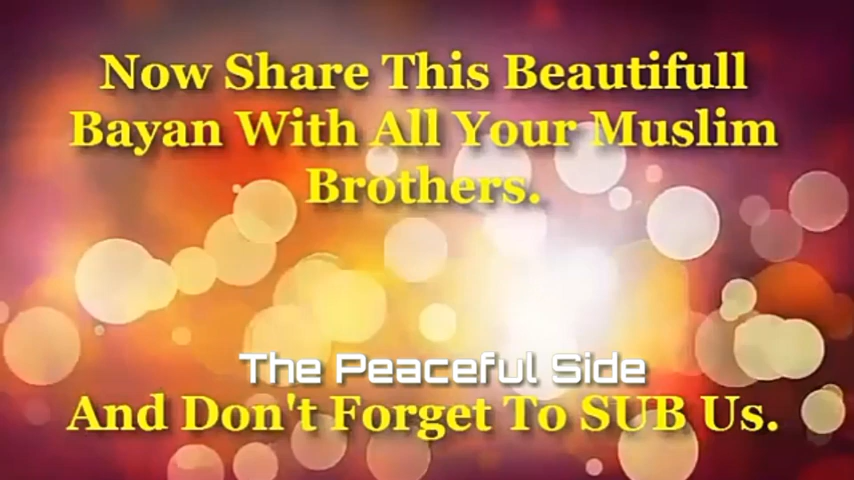 Now Share This Beautifull
Bayan With All Your Muslim
Brothers.
The Peaceful Side
And Don't Forget To SUB Us.